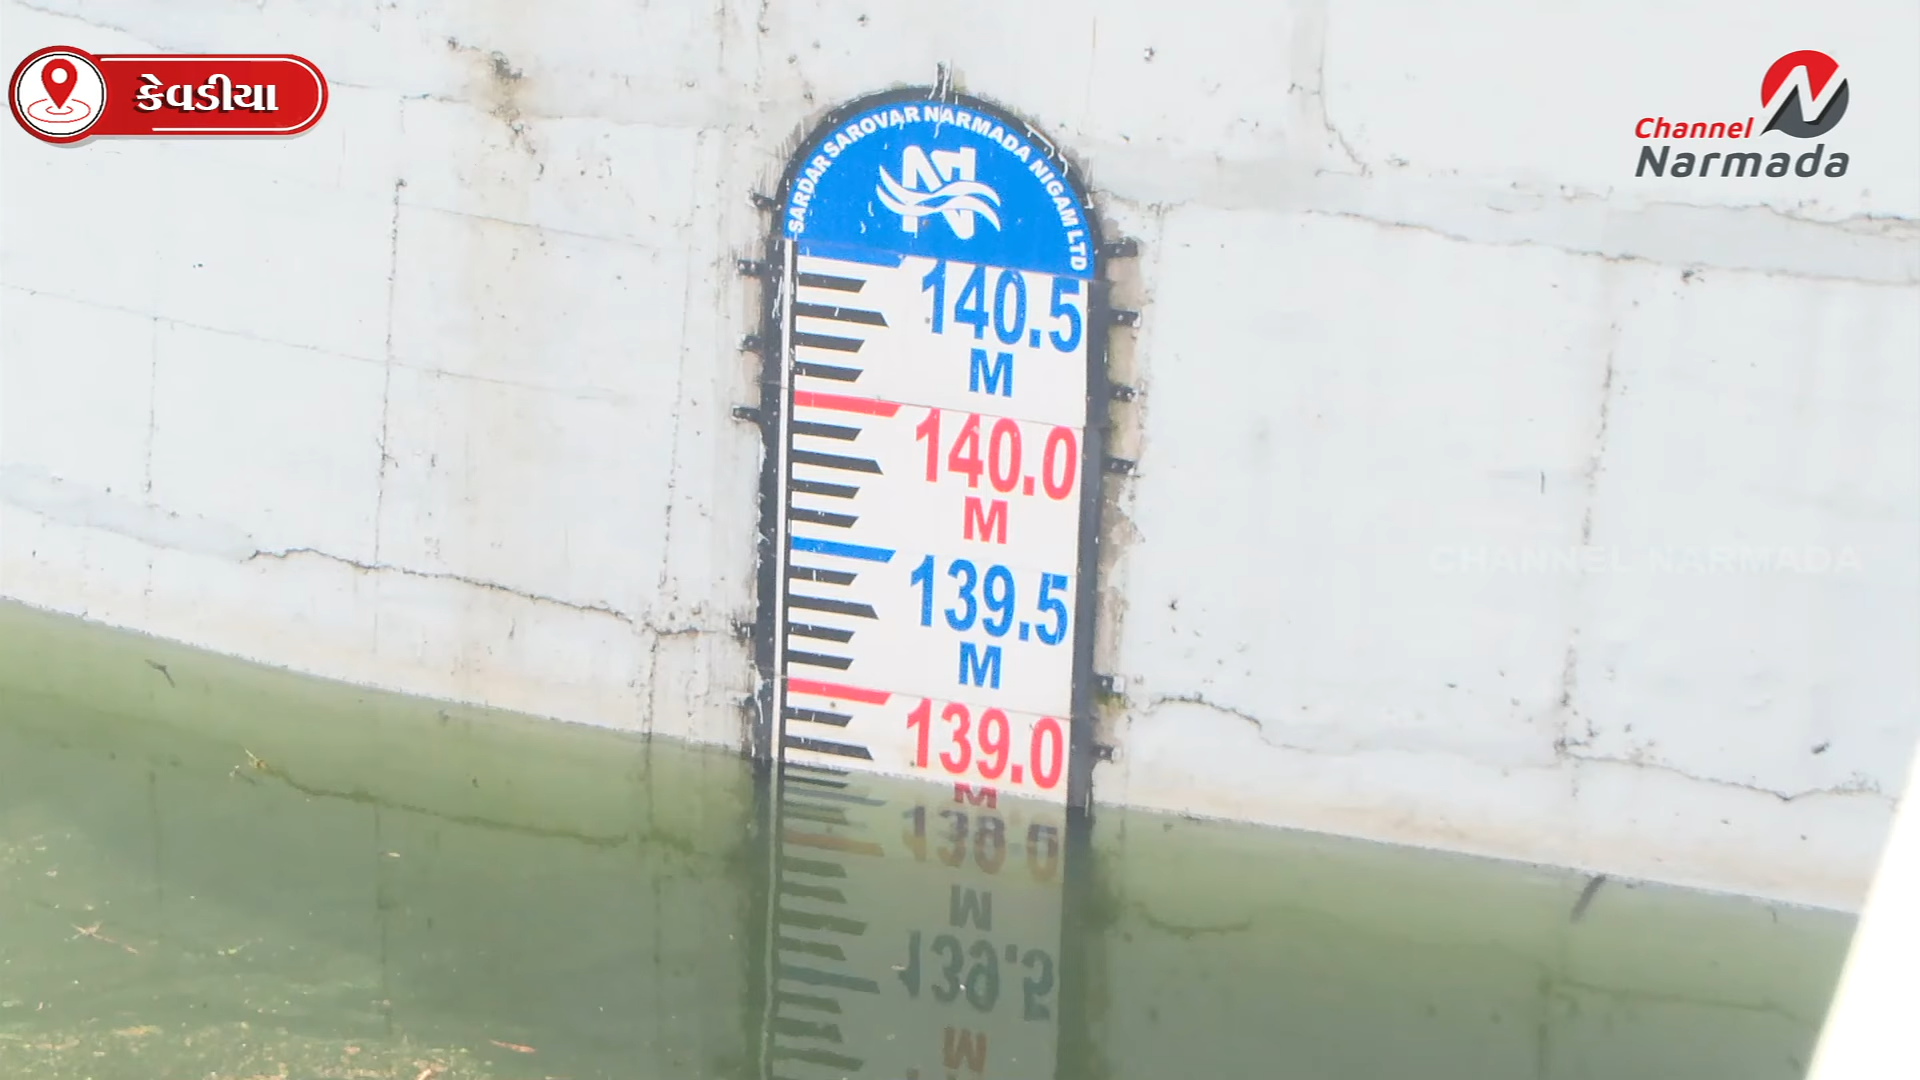 કેવડીયા
Channel
Narmada
SARDAR SAROVAR NARMADA NIGAM LTD
140.5
M
140.0
M
139.5
M
139.0
M
CHANNEL NARMADA